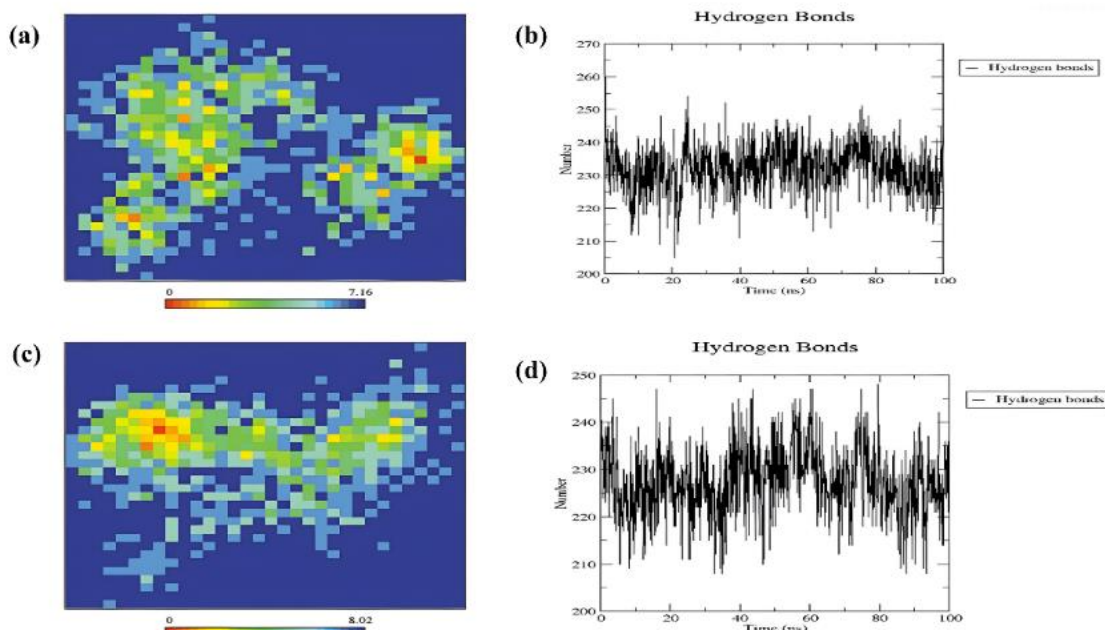 (a)
0 7.16
(b)
Hydrogen Bonds
270
260
250
240
230
220
210
200
Number
0 20 40 60 80 100
Time (ns)
Hydrogen bonds
(c)
0 8.02
(d)
Hydrogen Bonds
250
240
230
220
210
200
Number
0 20 40 60 80 100
Time (ns)
Hydrogen bonds